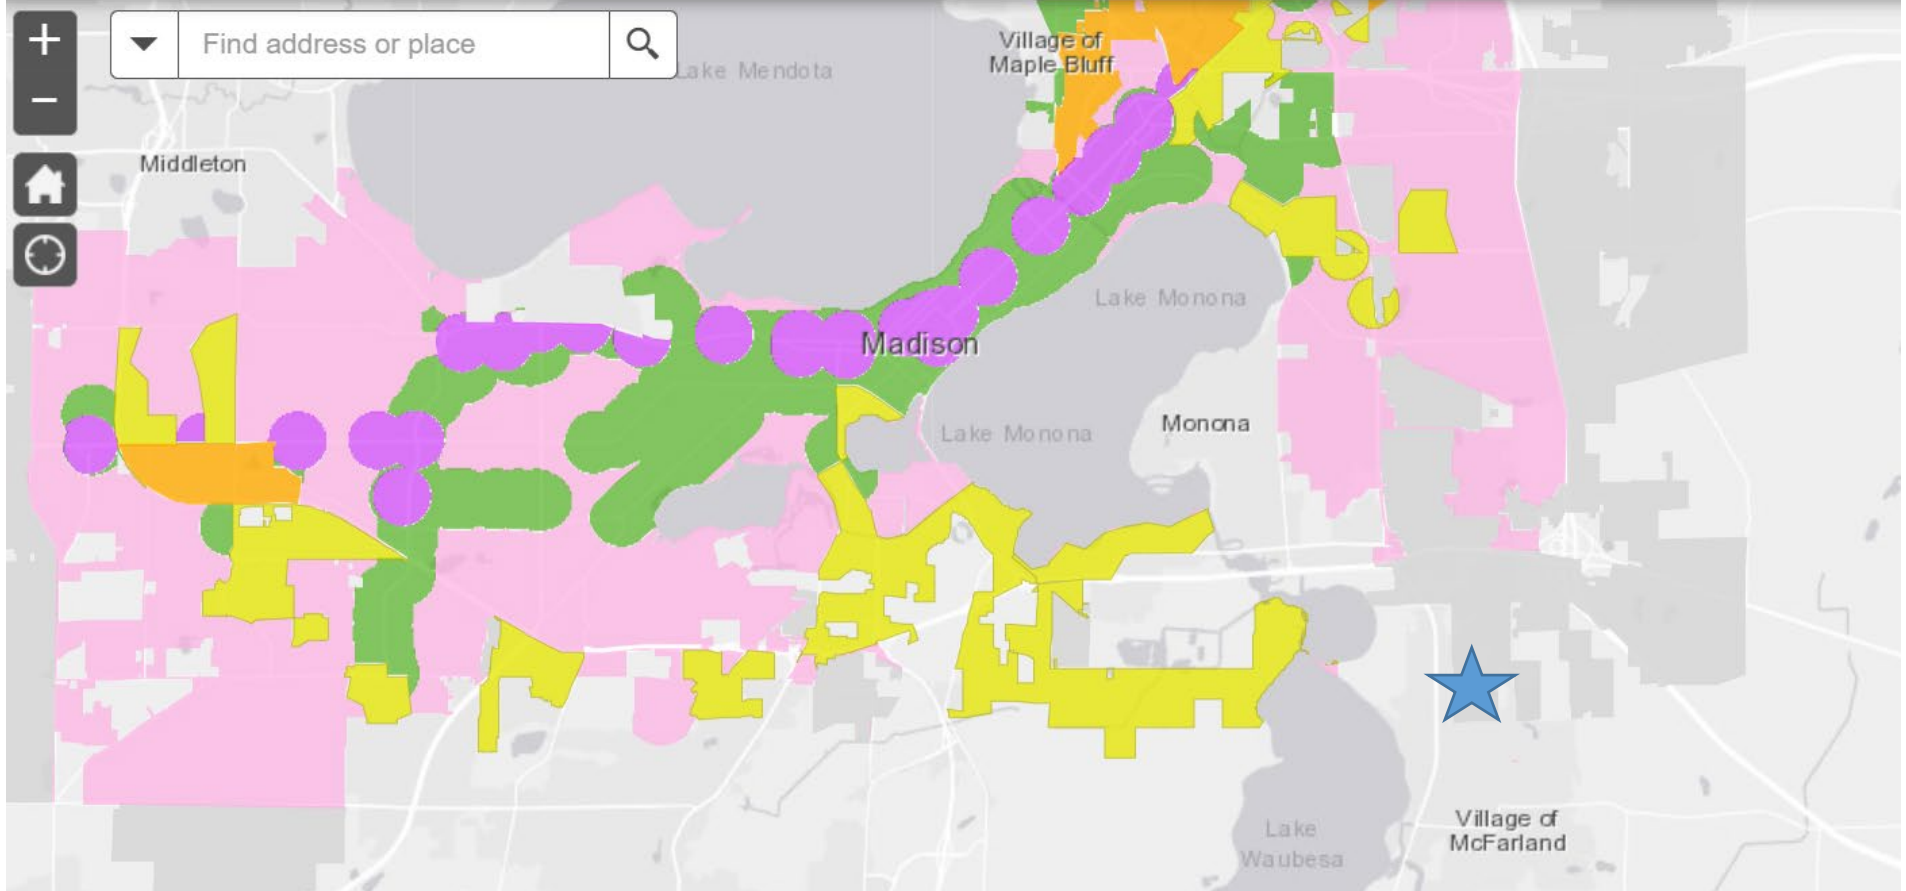 +
Find address or place
−
Lake Mendota
Village of
Maple Bluff
Middleton
Lake Monona
Madison
Lake Monona
Monona
Village of
McFarland
Lake
Waubesa